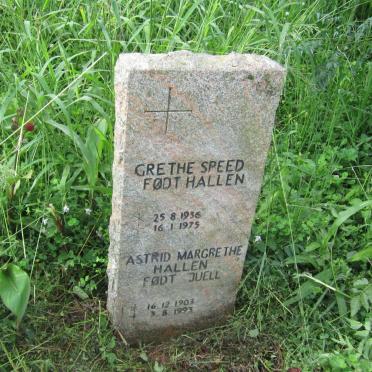 GRETHE SPEED
FØDT HALLEN
25 8.1936
16 1 1975
ASTRID MARGRETHE
HALLEN
FØDT JUELL
16.12 1903
3. 8 1993